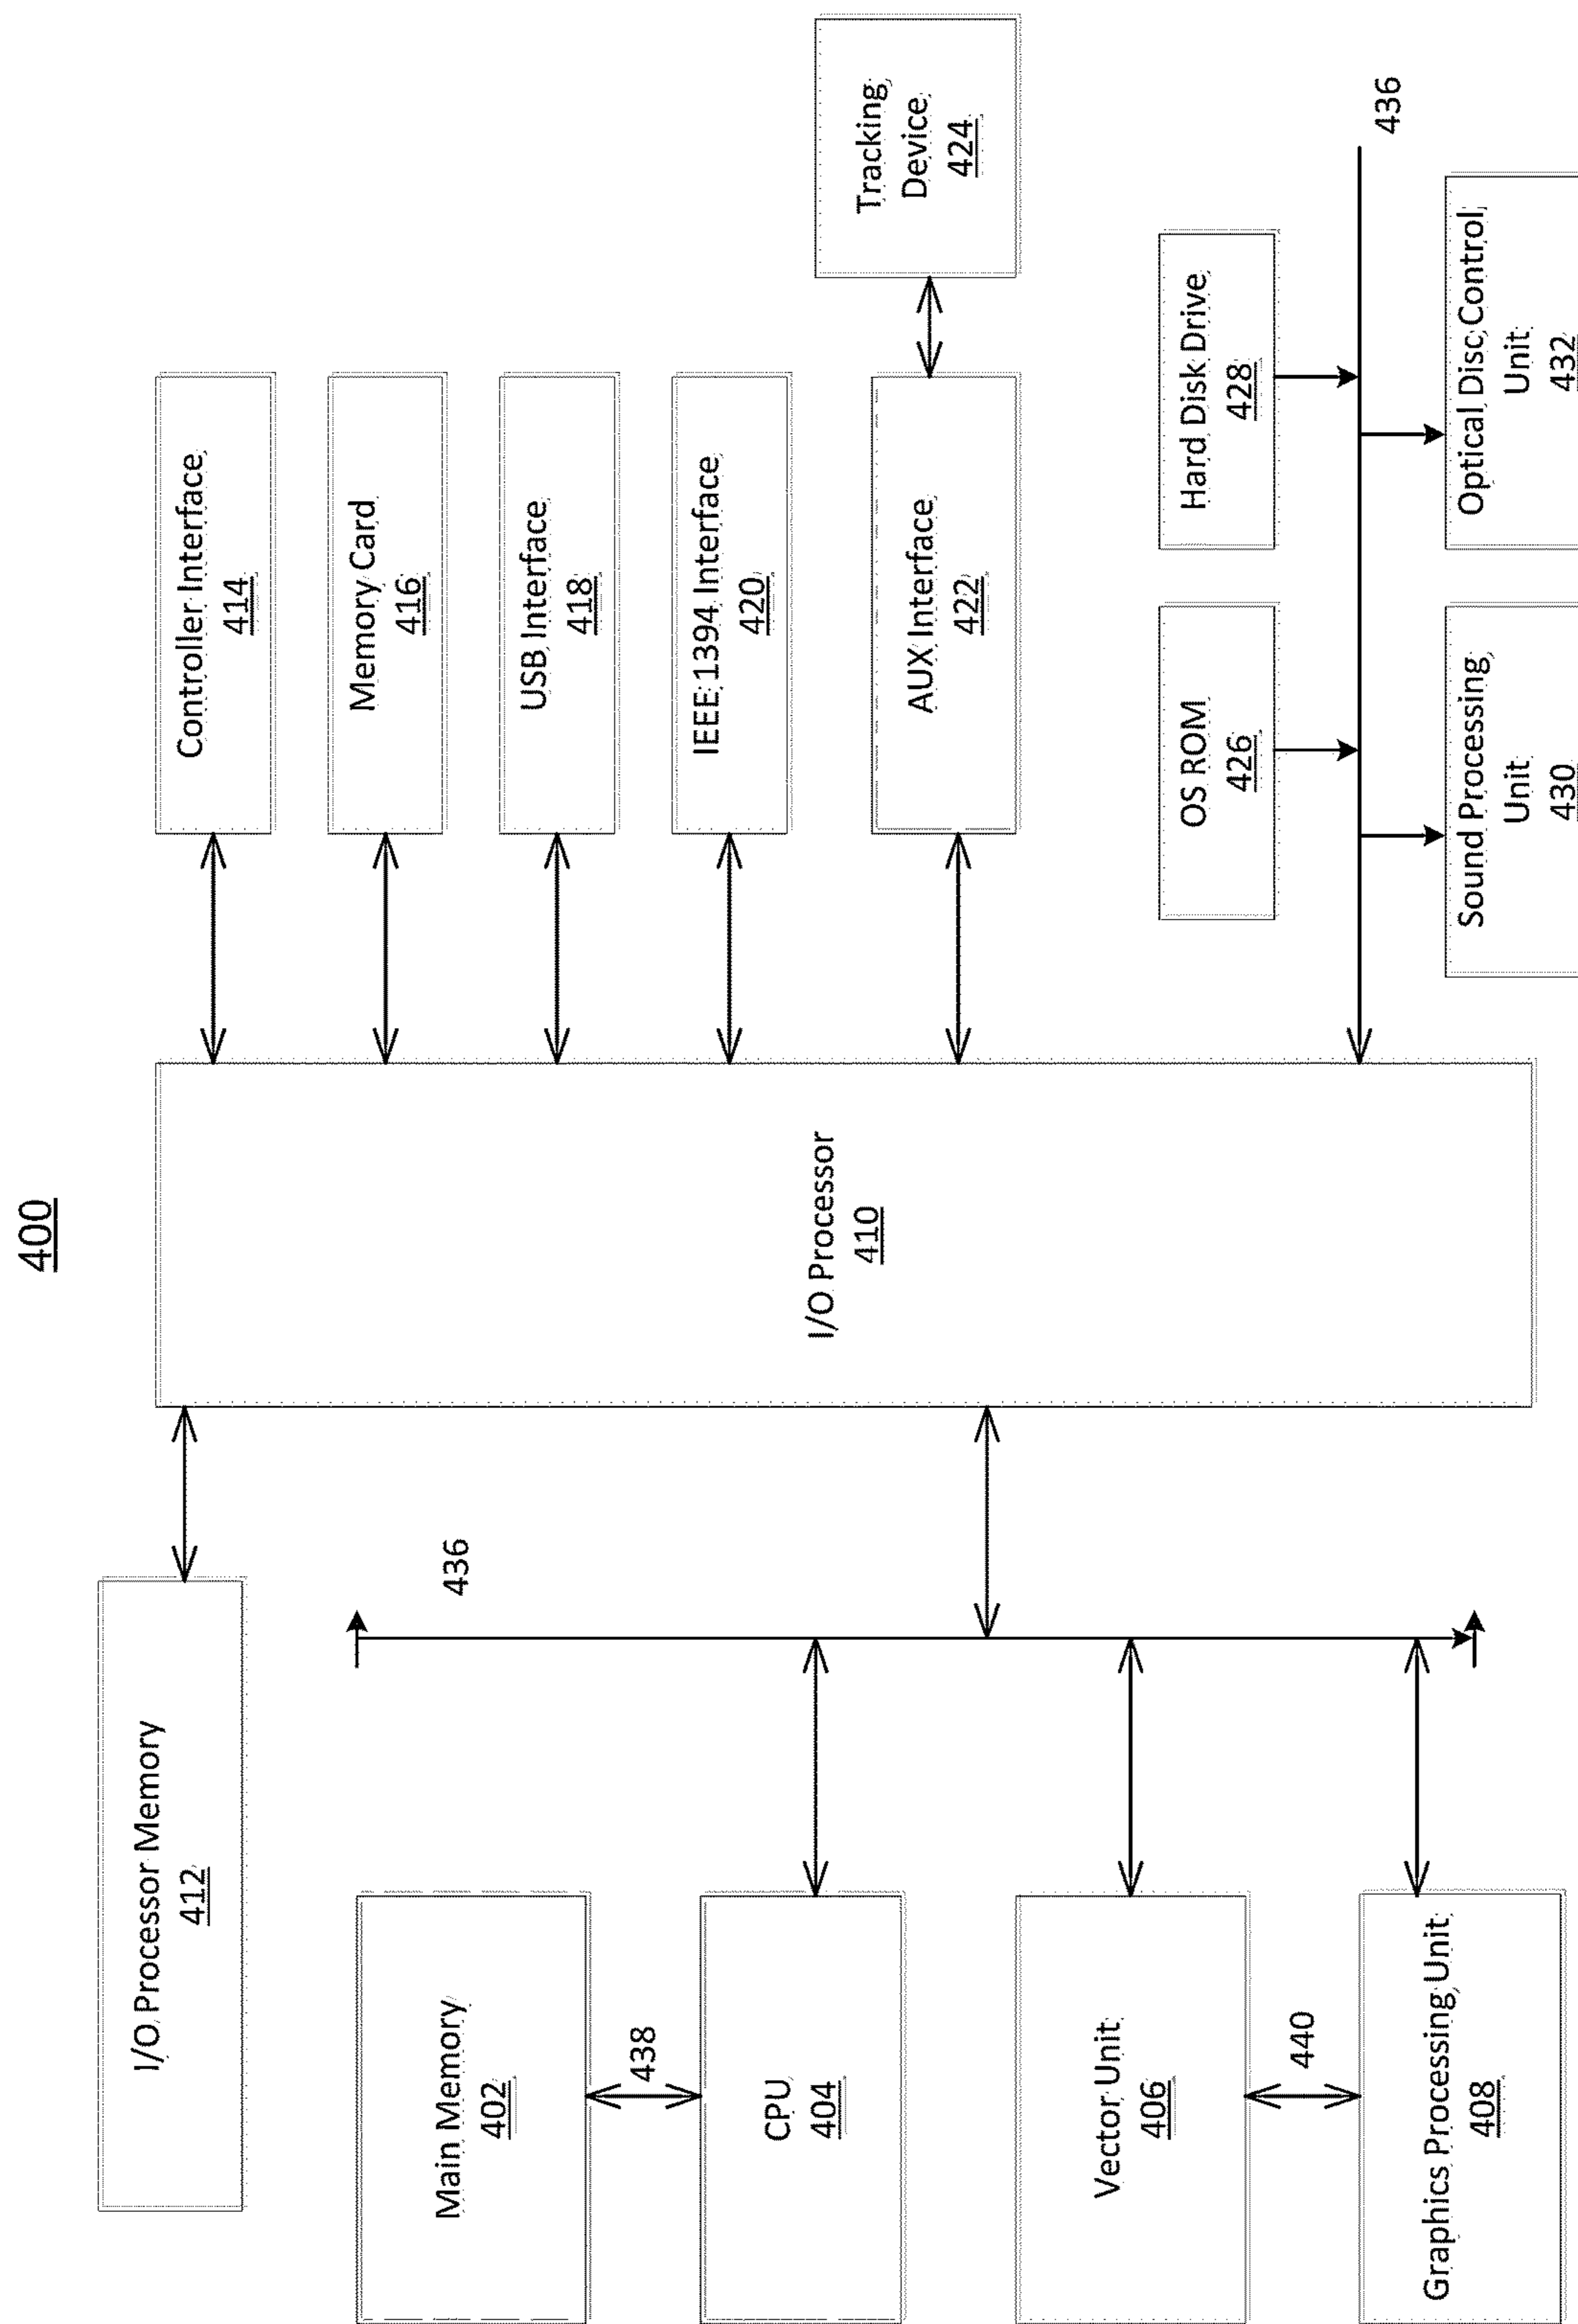 400
I/O Processor Memory
412
Main Memory
402
438
CPU
404
Vector Unit
406
440
Graphics Processing Unit
408
436
I/O Processor
410
Controller Interface
414
Memory Card
416
USB Interface
418
IEEE 1394 Interface
420
AUX Interface
422
Tracking
Device
424
OS ROM
426
Hard Disk Drive
428
436
Sound Processing
Unit
430
Optical Disc Control
Unit
432